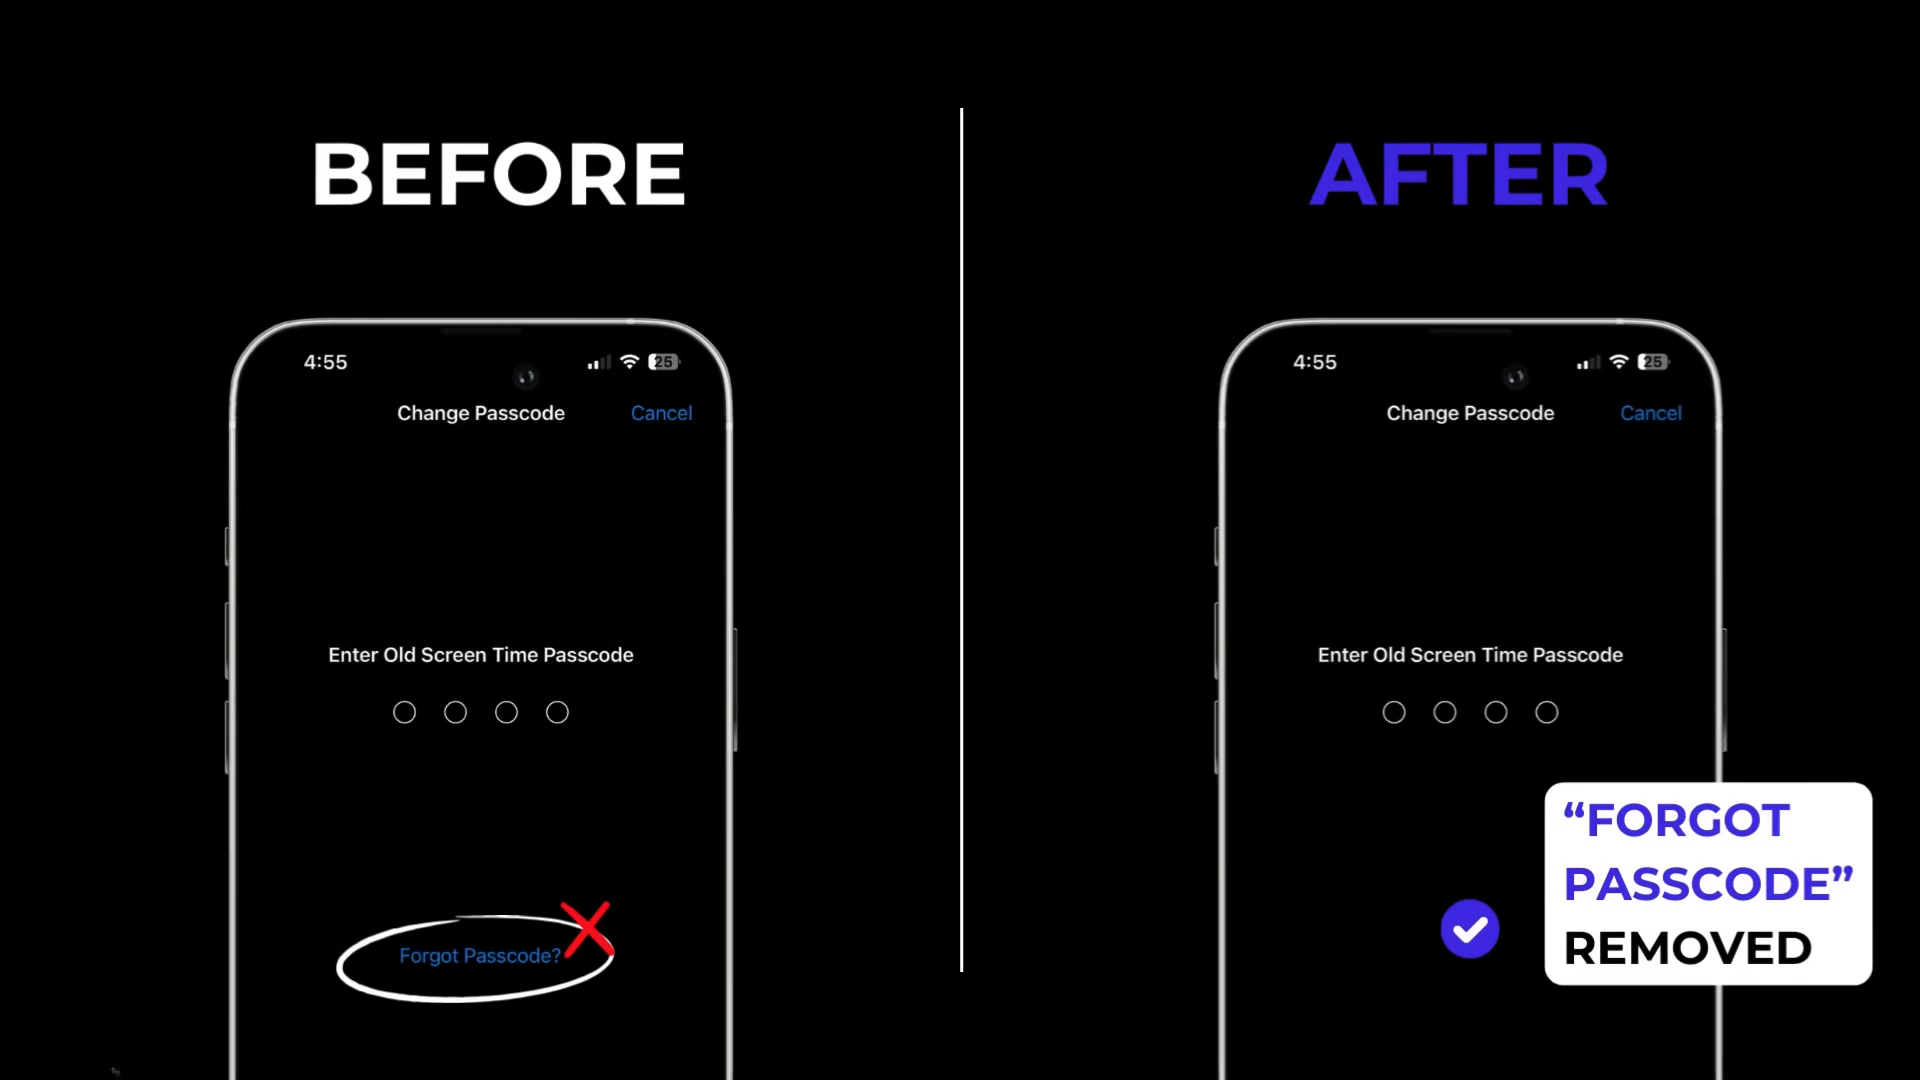 BEFORE
4:55
25
Change Passcode
Cancel
Enter Old Screen Time Passcode
Forgot Passcode?
AFTER
4:55
25
Change Passcode
Cancel
Enter Old Screen Time Passcode
“FORGOT
PASSCODE”
REMOVED